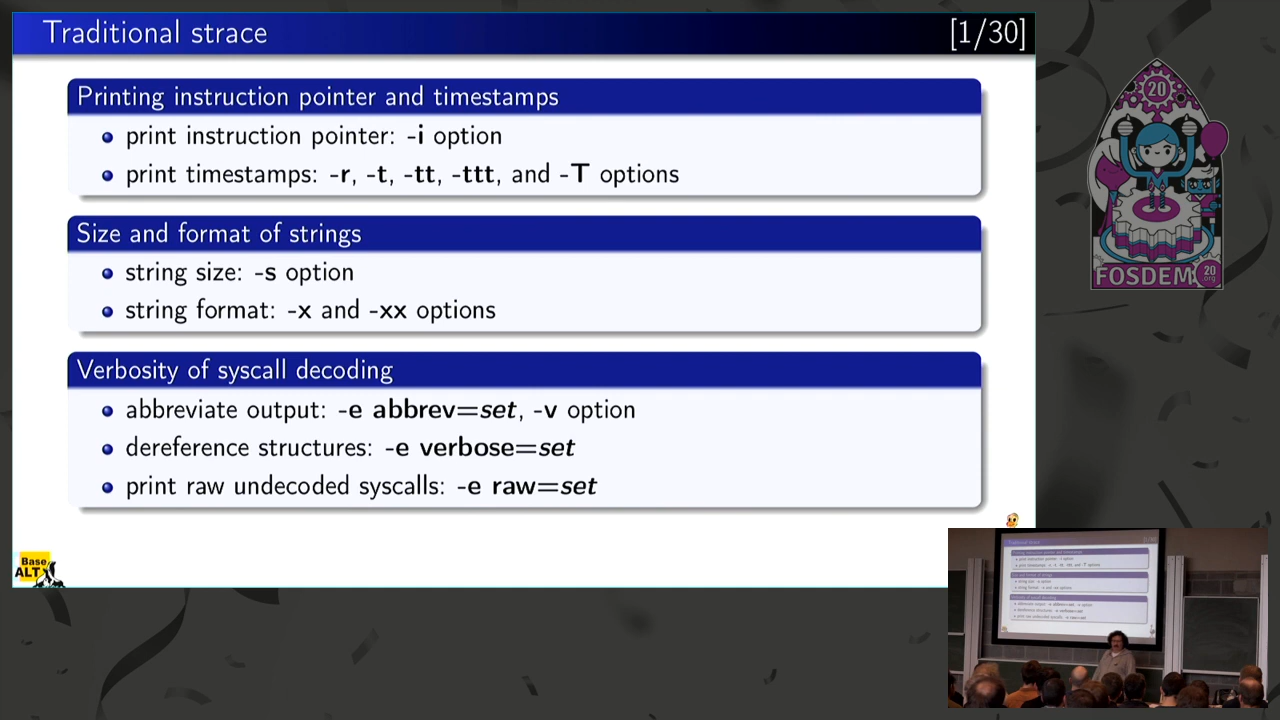 Traditional strace [1/30]
Printing instruction pointer and timestamps
print instruction pointer: -i option
print timestamps: -r, -t, -tt, -ttt, and -T options
Size and format of strings
string size: -s option
string format: -x and -xx options
Verbosity of syscall decoding
abbreviate output: -e abbrev=set, -v option
dereference structures: -e verbose=set
print raw undecoded syscalls: -e raw=set
Base
ALT
20
FOSDEM
20
.org